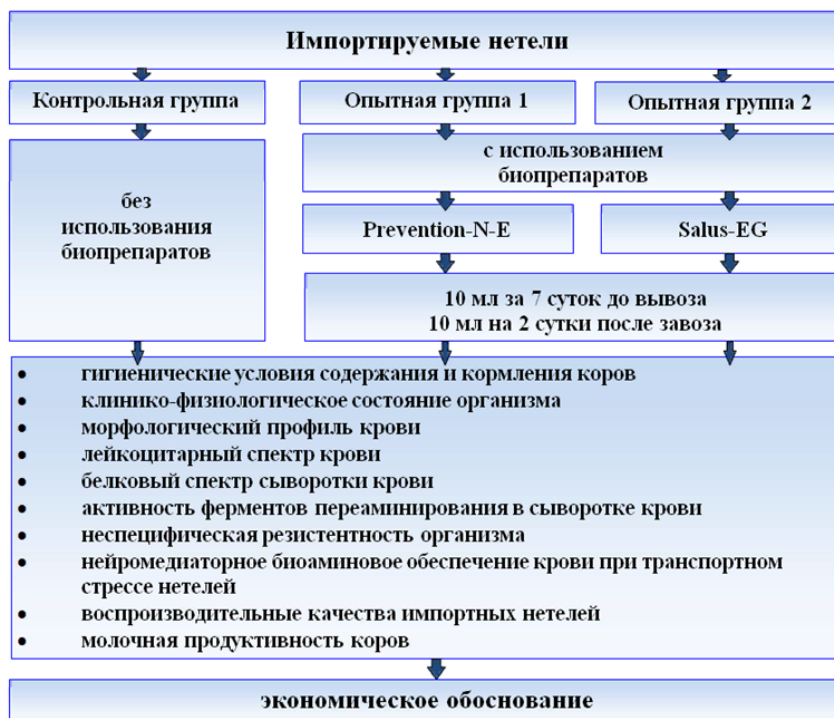 Импортируемые нетели
Контрольная группа
Опытная группа 1
Опытная группа 2
без
использования
биопрепаратов
с использованием
биопрепаратов
Prevention-N-E
Salus-EG
10 мл за 7 суток до вывоза
10 мл на 2 сутки после завоза
• гигиенические условия содержания и кормления коров
• клинико-физиологическое состояние организма
• морфологический профиль крови
• лейкоцитарный спектр крови
• белковый спектр сыворотки крови
• активность ферментов переаминирования в сыворотке крови
• неспецифическая резистентность организма
• нейромедиаторное биоаминовое обеспечение крови при транспортном
стрессе нетелей
• воспроизводительные качества импортных нетелей
• молочная продуктивность коров
экономическое обоснование